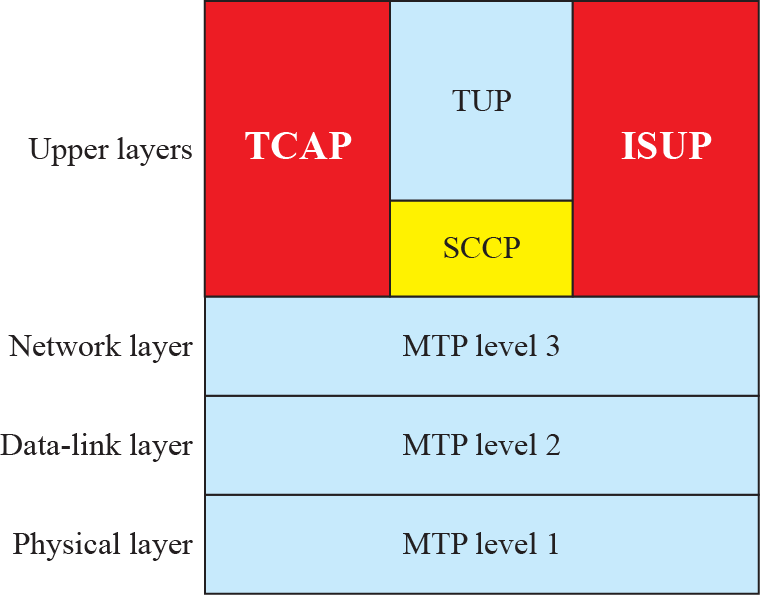 Upper layers
TCAP
TUP
ISUP
SCCP
Network layer
MTP level 3
Data-link layer
MTP level 2
Physical layer
MTP level 1